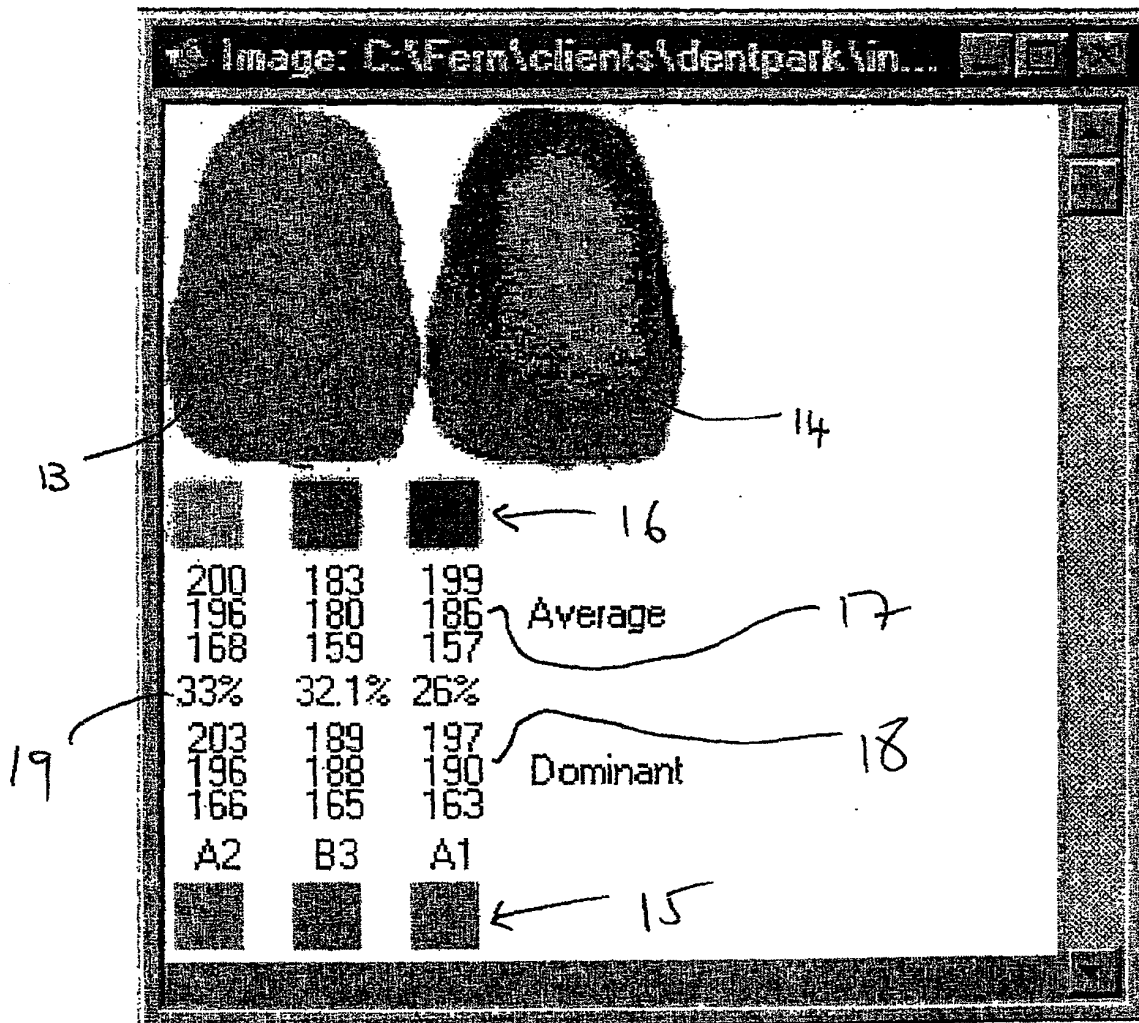 Image: C:\Fern\clients\dentpark\in...
14
13
16
200 183 199
196 180 186 Average 17
168 159 157
33% 32.1% 26%
19
203 189 197
196 188 190 Dominant 18
166 165 163
A2 B3 A1
15